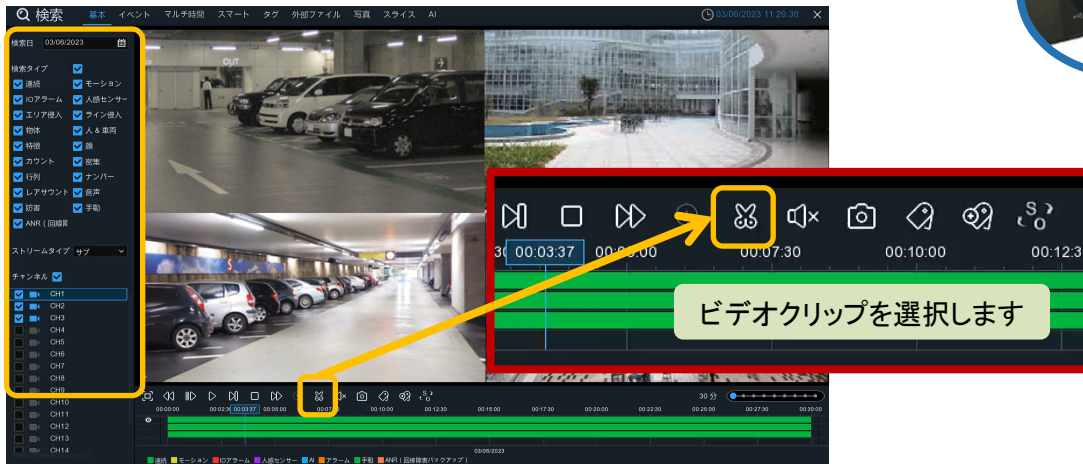 検索 基本 イベント マルチ時間 スマート タグ 外部ファイル 写真 スライス AI 03/06/2023 11:29:30
検索日 03/06/2023
検索タイプ
連続 モーション
IOアラーム 人感センサー
エリア侵入 ライン侵入
物体 人 & 車両
特徴 顔
カウント 密集
行列 ナンバー
レアサウンド 音声
妨害 手動
ANR ( 回線障
ストリームタイプ サブ
チャンネル
CH1
CH2
CH3
CH4
CH5
CH6
CH7
CH8
CH9
CH10
CH11
CH12
CH13
CH14
OUT
00:03:37 00:07:30 00:10:00 00:12:3
ビデオクリップを選択します
30 分
00:00:00 00:02:3 00:03:37 00:05:00 00:10:00 00:12:30 00:15:00 00:17:30 00:20:00 00:22:30 00:25:00 00:27:30 00:30:00
03/06/2023
連続 モーション IOアラーム 人感センサー AI アラーム 手動 ANR ( 回線障害バックアップ )